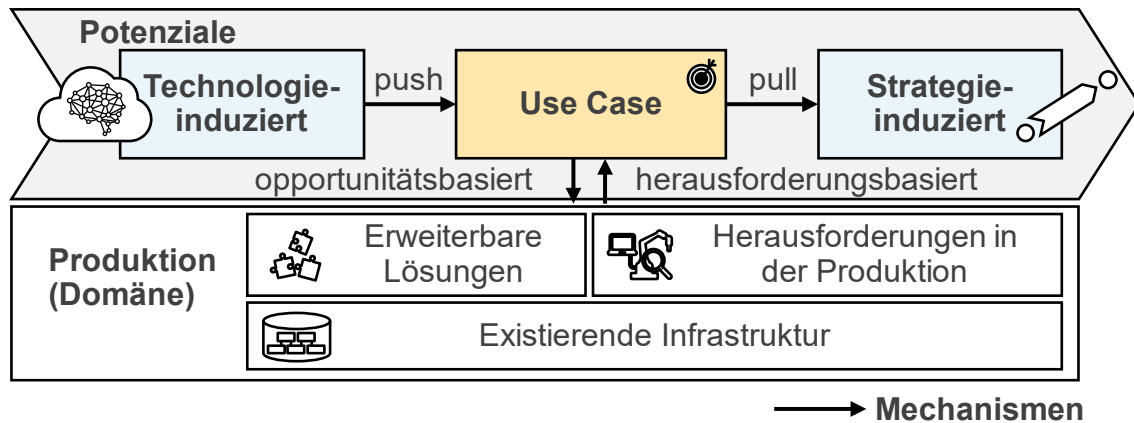 Potenziale
Technologie-
induziert
push
Use Case
pull
Strategie-
induziert
opportunitätsbasiert
herausforderungsbasiert
Produktion
(Domäne)
Erweiterbare
Lösungen
Herausforderungen in
der Produktion
Existierende Infrastruktur
Mechanismen